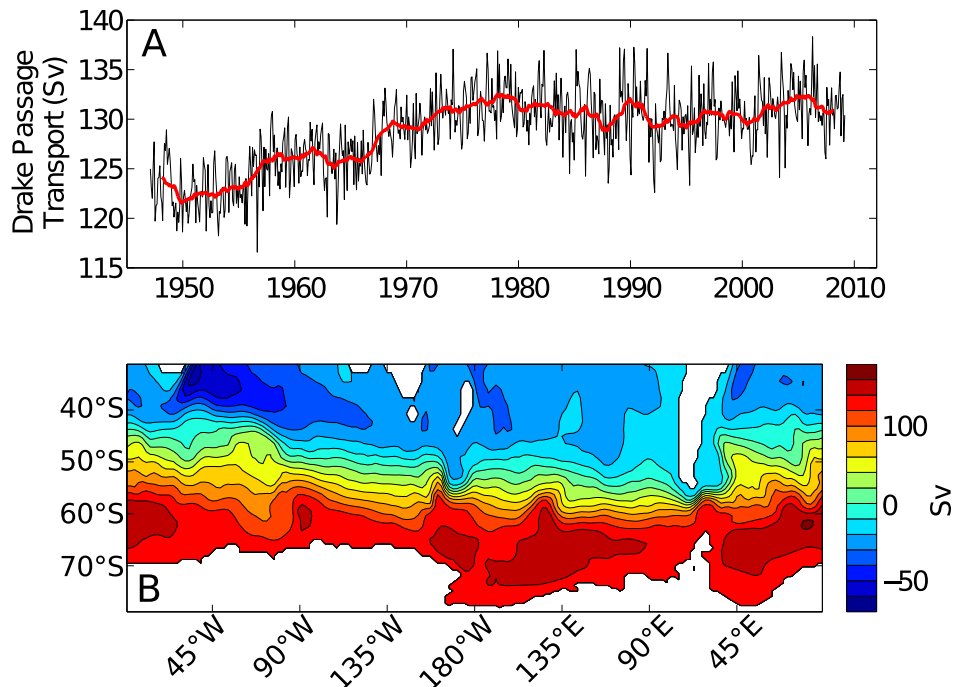 A
Drake Passage
Transport (Sv)
140
135
130
125
120
115
1950
1960
1970
1980
1990
2000
2010
B
40°S
50°S
60°S
70°S
45°W
90°W
135°W
180°W
135°E
90°E
45°E
100
0
−50
Sv